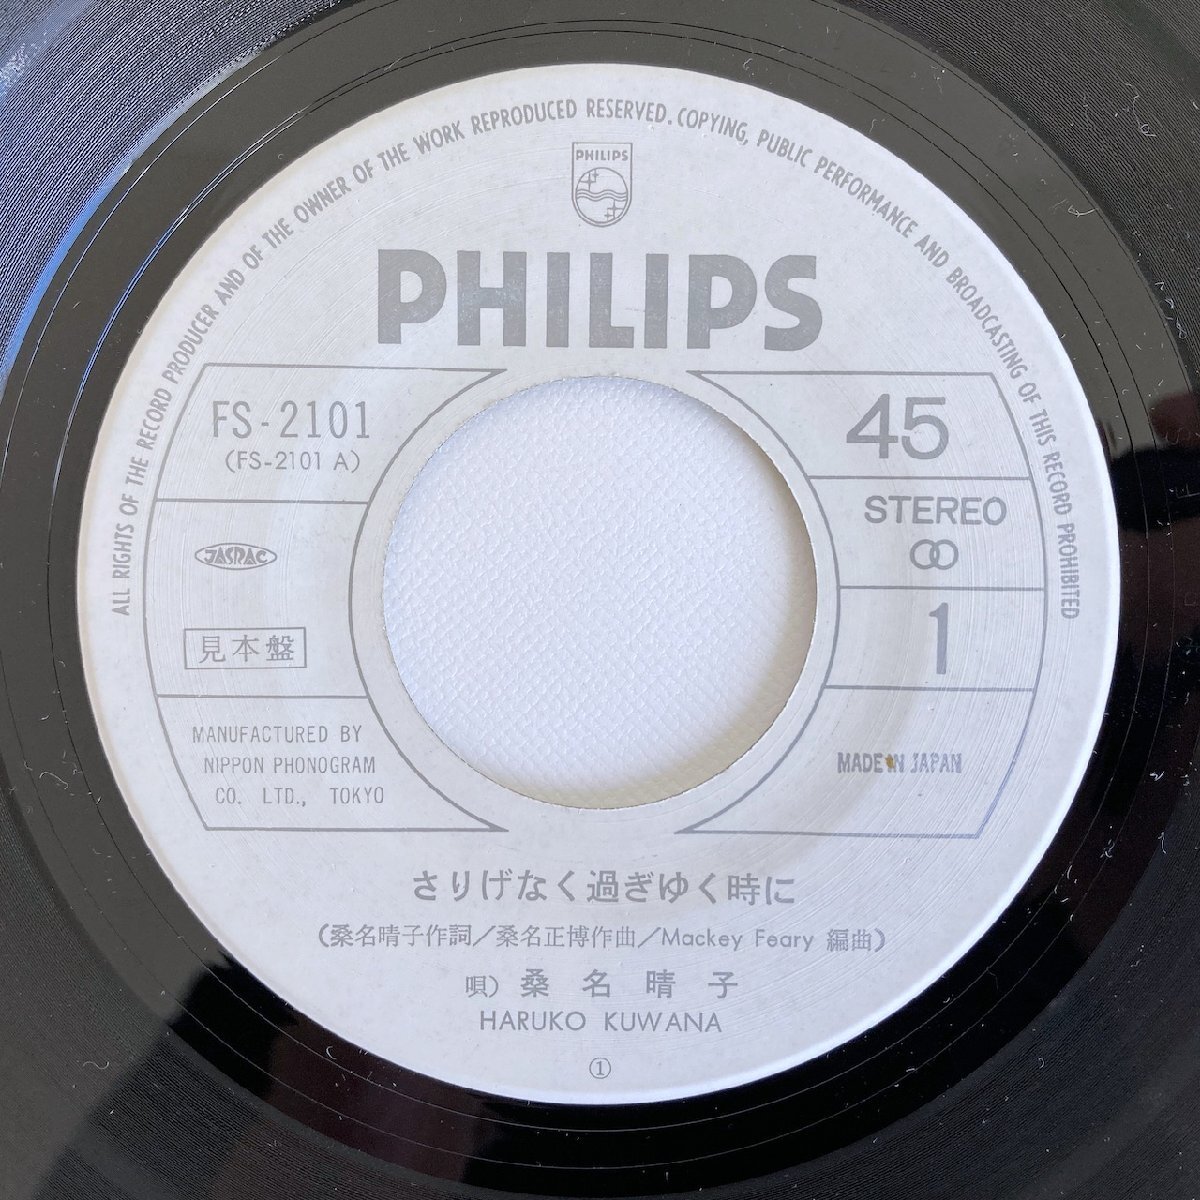 ALL RIGHTS OF THE RECORD PRODUCER AND OF THE OWNER OF THE WORK REPRODUCED RESERVED. COPYING, PUBLIC PERFORMANCE AND BROADCASTING OF THIS RECORD PROHIBITED
PHILIPS
PHILIPS
FS-2101
(FS-2101 A)
JASRAC
見本盤
MANUFACTURED BY
NIPPON PHONOGRAM
CO. LTD., TOKYO
45
STEREO
1
MADE IN JAPAN
さりげなく過ぎゆく時に
(桑名晴子作詞/桑名正博作曲/Mackey Feary 編曲)
唄) 桑名晴子
HARUKO KUWANA
①